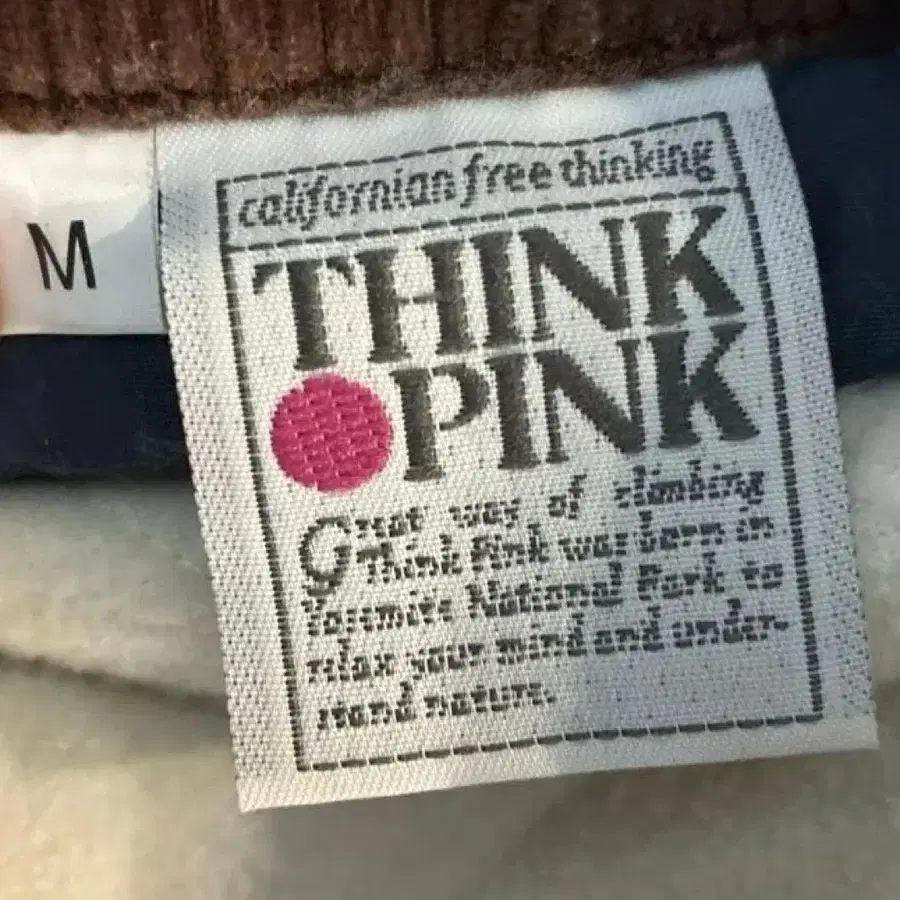 M
californian free thinking
THINK
PINK
Great way of climbing
Think Pink was born in
Yosemite National Park to
relax your mind and under-
stand nature.